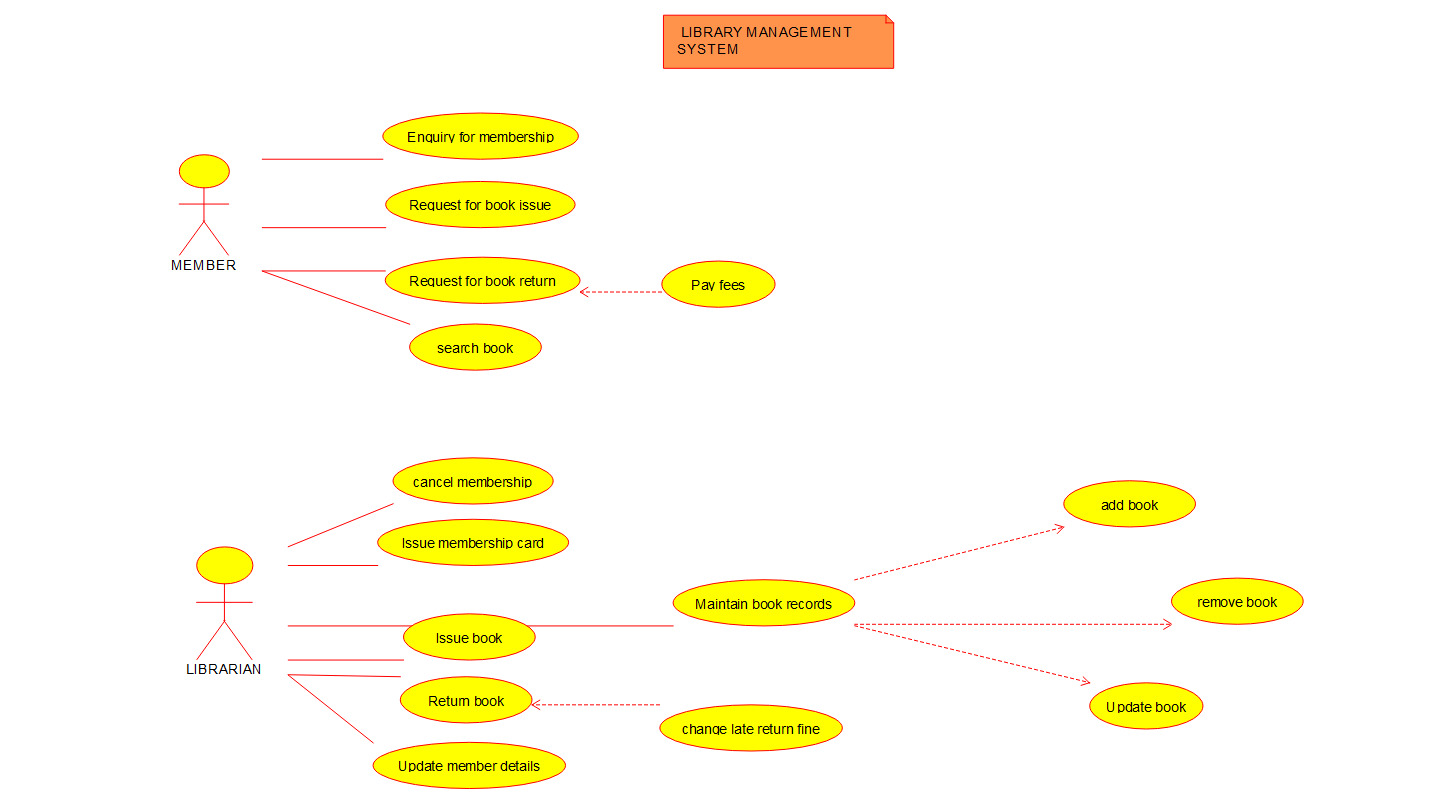 LIBRARY MANAGEMENT
SYSTEM
Enquiry for membership
Request for book issue
MEMBER
Request for book return
Pay fees
search book
cancel membership
add book
Issue membership card
Maintain book records
remove book
Issue book
LIBRARIAN
Return book
Update book
change late return fine
Update member details